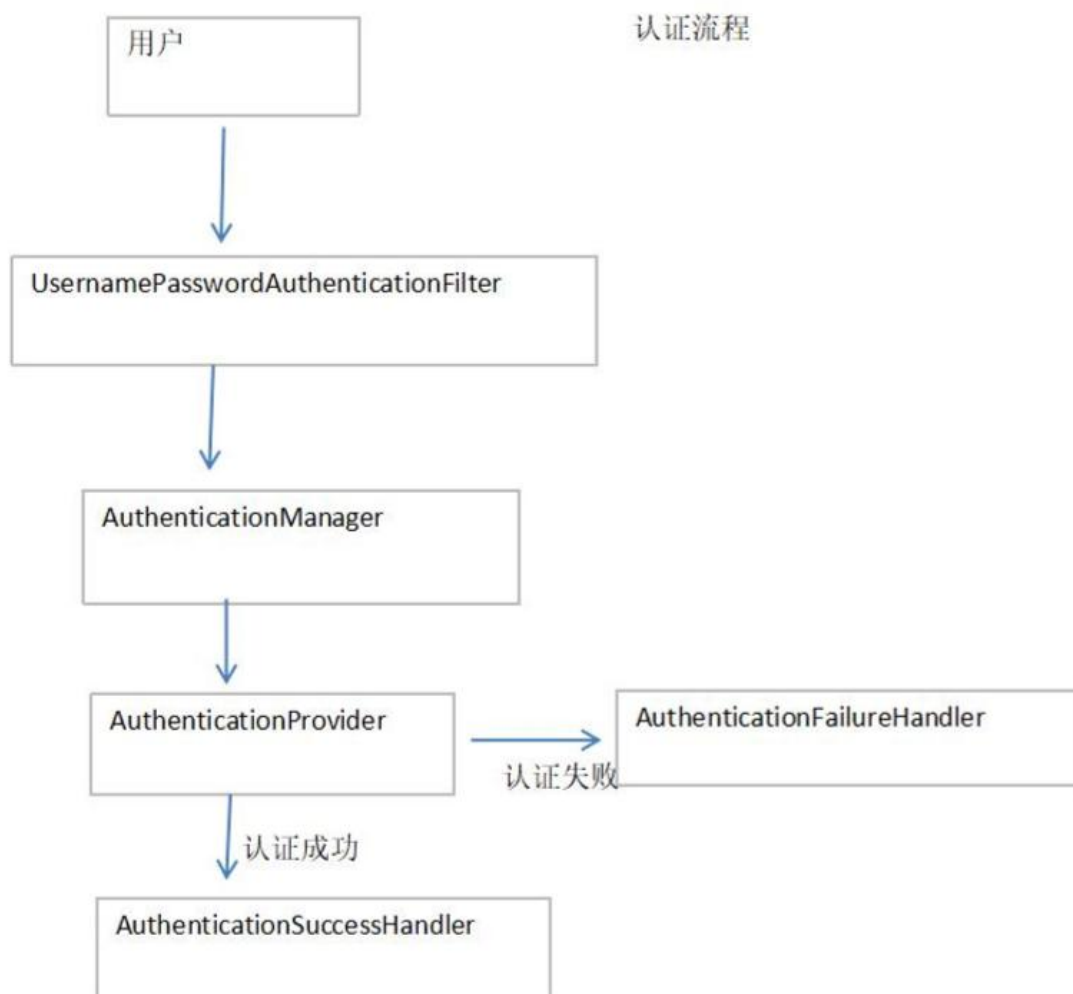 用户
认证流程
UsernamePasswordAuthenticationFilter
AuthenticationManager
AuthenticationProvider
AuthenticationFailureHandler
认证失败
认证成功
AuthenticationSuccessHandler